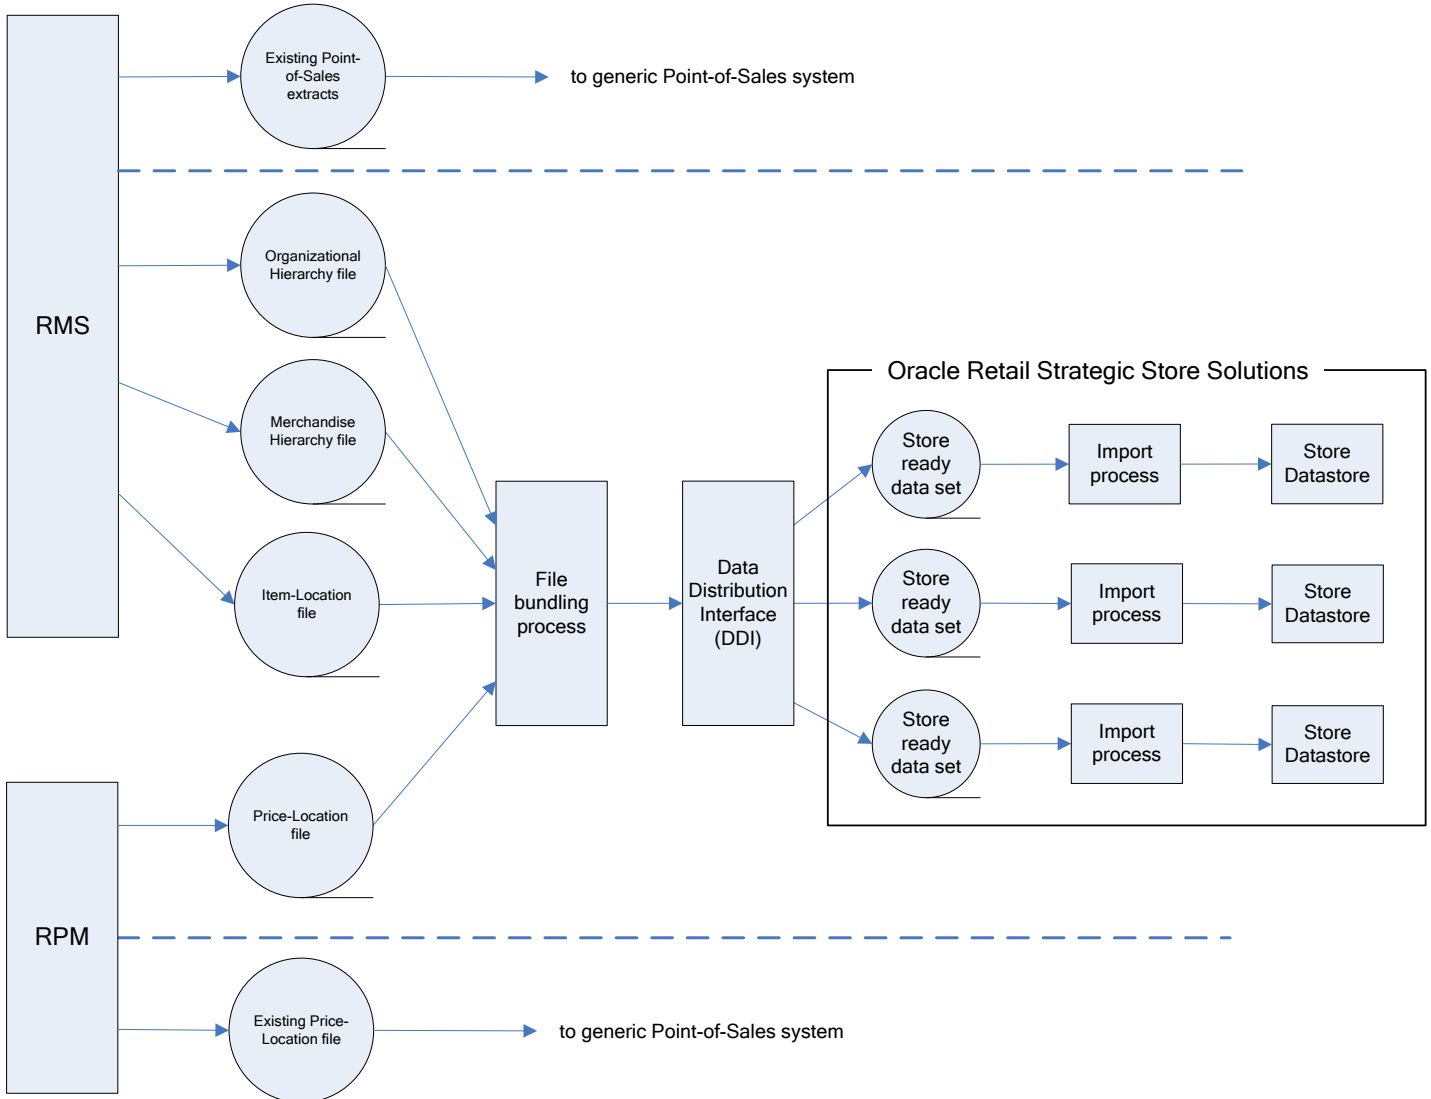 Existing Point-
of-Sales
extracts
to generic Point-of-Sales system
Organizational
Hierarchy file
RMS
Merchandise
Hierarchy file
Item-Location
file
File
bundling
process
Data
Distribution
Interface
(DDI)
Oracle Retail Strategic Store Solutions
Store
ready
data set
Import
process
Store
Datastore
Store
ready
data set
Import
process
Store
Datastore
Store
ready
data set
Import
process
Store
Datastore
Price-Location
file
RPM
Existing Price-
Location file
to generic Point-of-Sales system